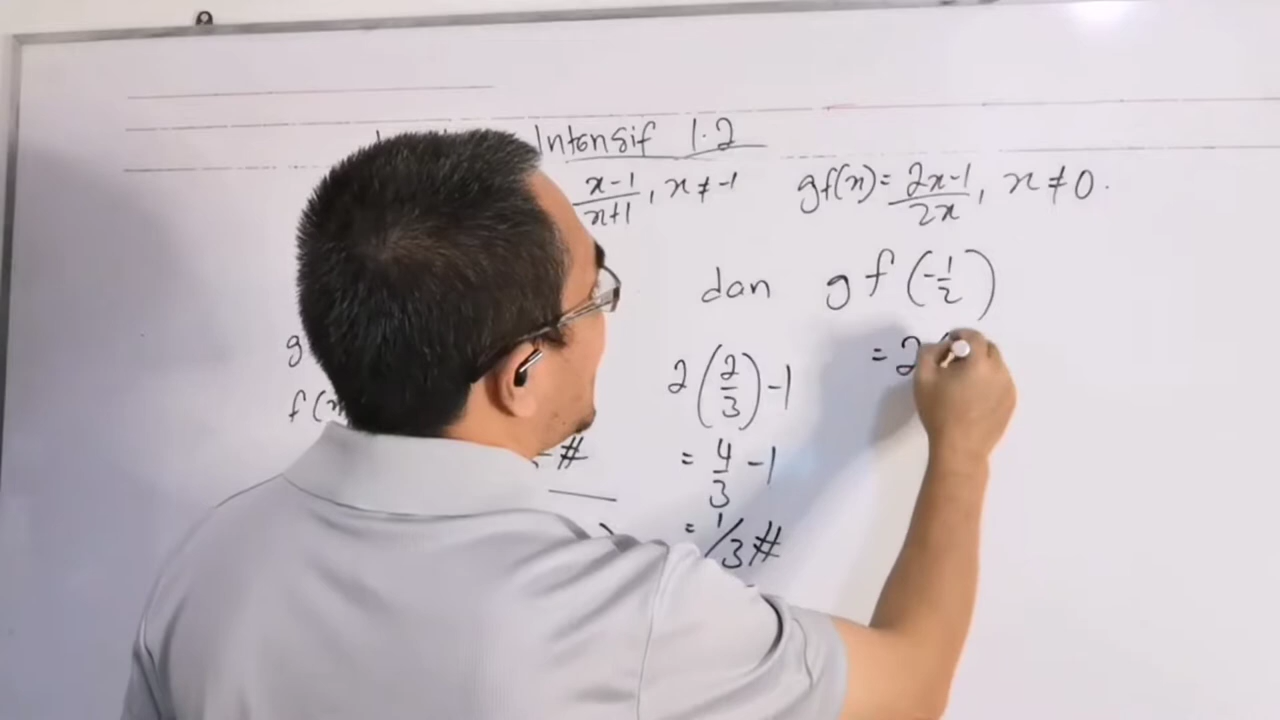 Intensif 1.2
x-1/x+1, x ≠ -1 gf(x) = 2x-1/2x, x ≠ 0.
dan gf(-1/2)
g
f(x
2(2/3) -1
= 2
#
= 4/3 -1
= 1/3 #